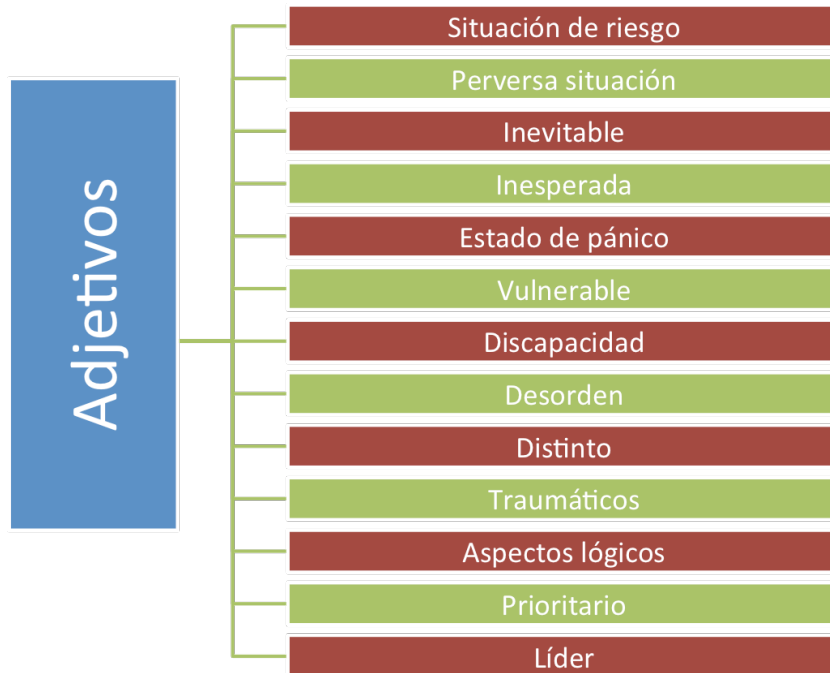 Adjetivos
Situación de riesgo
Perversa situación
Inevitable
Inesperada
Estado de pánico
Vulnerable
Discapacidad
Desorden
Distinto
Traumáticos
Aspectos lógicos
Prioritario
Líder